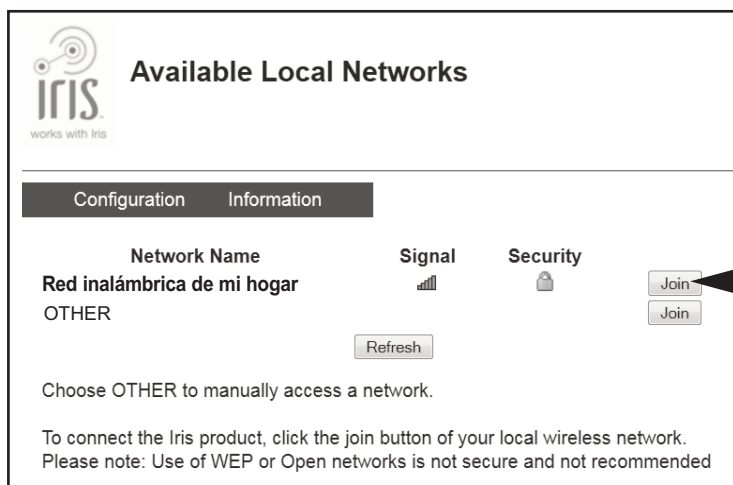 IRIS.
works with Iris
Available Local Networks
Configuration Information
Network Name Signal Security
Red inalámbrica de mi hogar Join
OTHER Join
Refresh
Choose OTHER to manually access a network.
To connect the Iris product, click the join button of your local wireless network.
Please note: Use of WEP or Open networks is not secure and not recommended